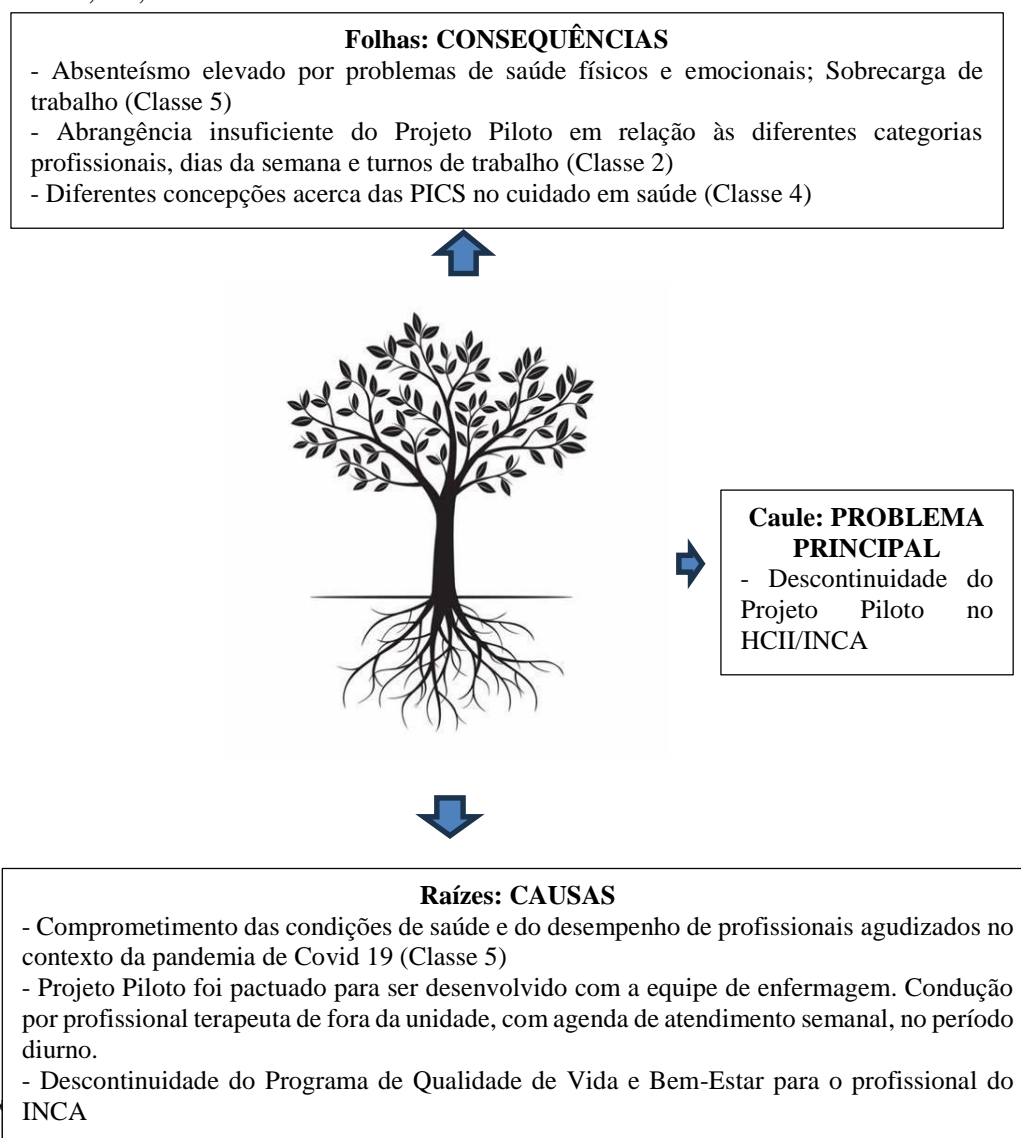 Folhas: CONSEQUÊNCIAS
- Absenteísmo elevado por problemas de saúde físicos e emocionais; Sobrecarga de
trabalho (Classe 5)
- Abrangência insuficiente do Projeto Piloto em relação às diferentes categorias
profissionais, dias da semana e turnos de trabalho (Classe 2)
- Diferentes concepções acerca das PICS no cuidado em saúde (Classe 4)
Caule: PROBLEMA
PRINCIPAL
- Descontinuidade do
Projeto Piloto no
HCII/INCA
Raízes: CAUSAS
- Comprometimento das condições de saúde e do desempenho de profissionais agudizados no
contexto da pandemia de Covid 19 (Classe 5)
- Projeto Piloto foi pactuado para ser desenvolvido com a equipe de enfermagem. Condução
por profissional terapeuta de fora da unidade, com agenda de atendimento semanal, no período
diurno.
- Descontinuidade do Programa de Qualidade de Vida e Bem-Estar para o profissional do
INCA